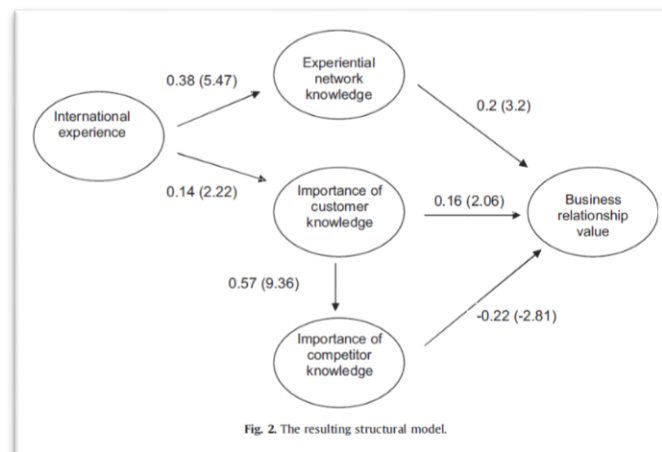 Experiential
network
knowledge
0.38 (5.47)
0.2 (3.2)
International
experience
0.14 (2.22)
Importance of
customer
knowledge
0.16 (2.06)
Business
relationship
value
0.57 (9.36)
-0.22 (-2.81)
Importance of
competitor
knowledge
Fig. 2. The resulting structural model.